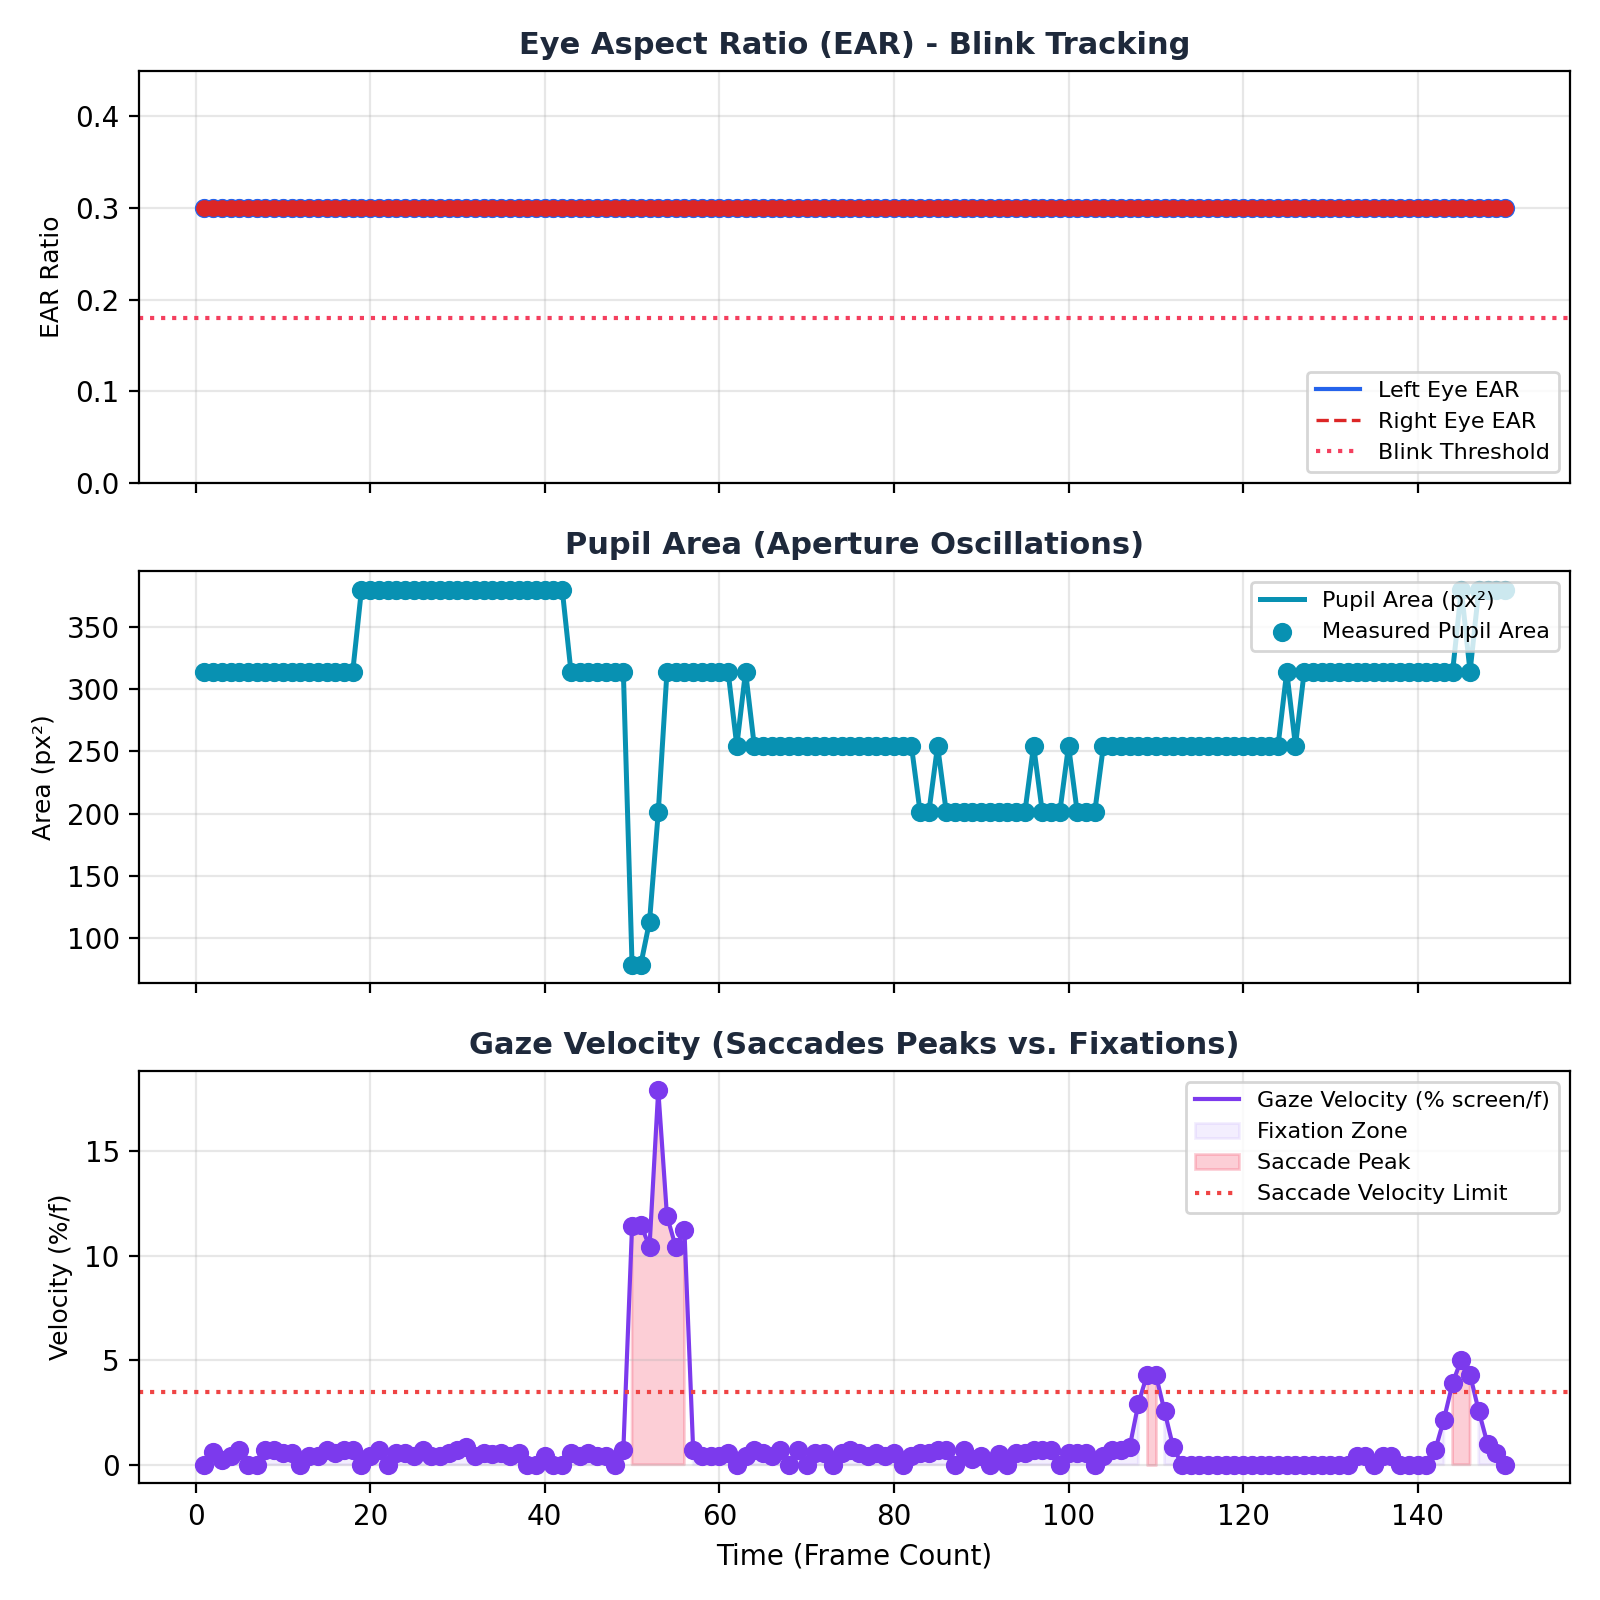 Eye Aspect Ratio (EAR) - Blink Tracking
EAR Ratio
0.4
0.3
0.2
0.1
0.0
Left Eye EAR
Right Eye EAR
Blink Threshold
Pupil Area (Aperture Oscillations)
Area (px²)
350
300
250
200
150
100
Pupil Area (px²)
Measured Pupil Area
Gaze Velocity (Saccades Peaks vs. Fixations)
Velocity (%/f)
15
10
5
0
Gaze Velocity (% screen/f)
Fixation Zone
Saccade Peak
Saccade Velocity Limit
0 20 40 60 80 100 120 140
Time (Frame Count)